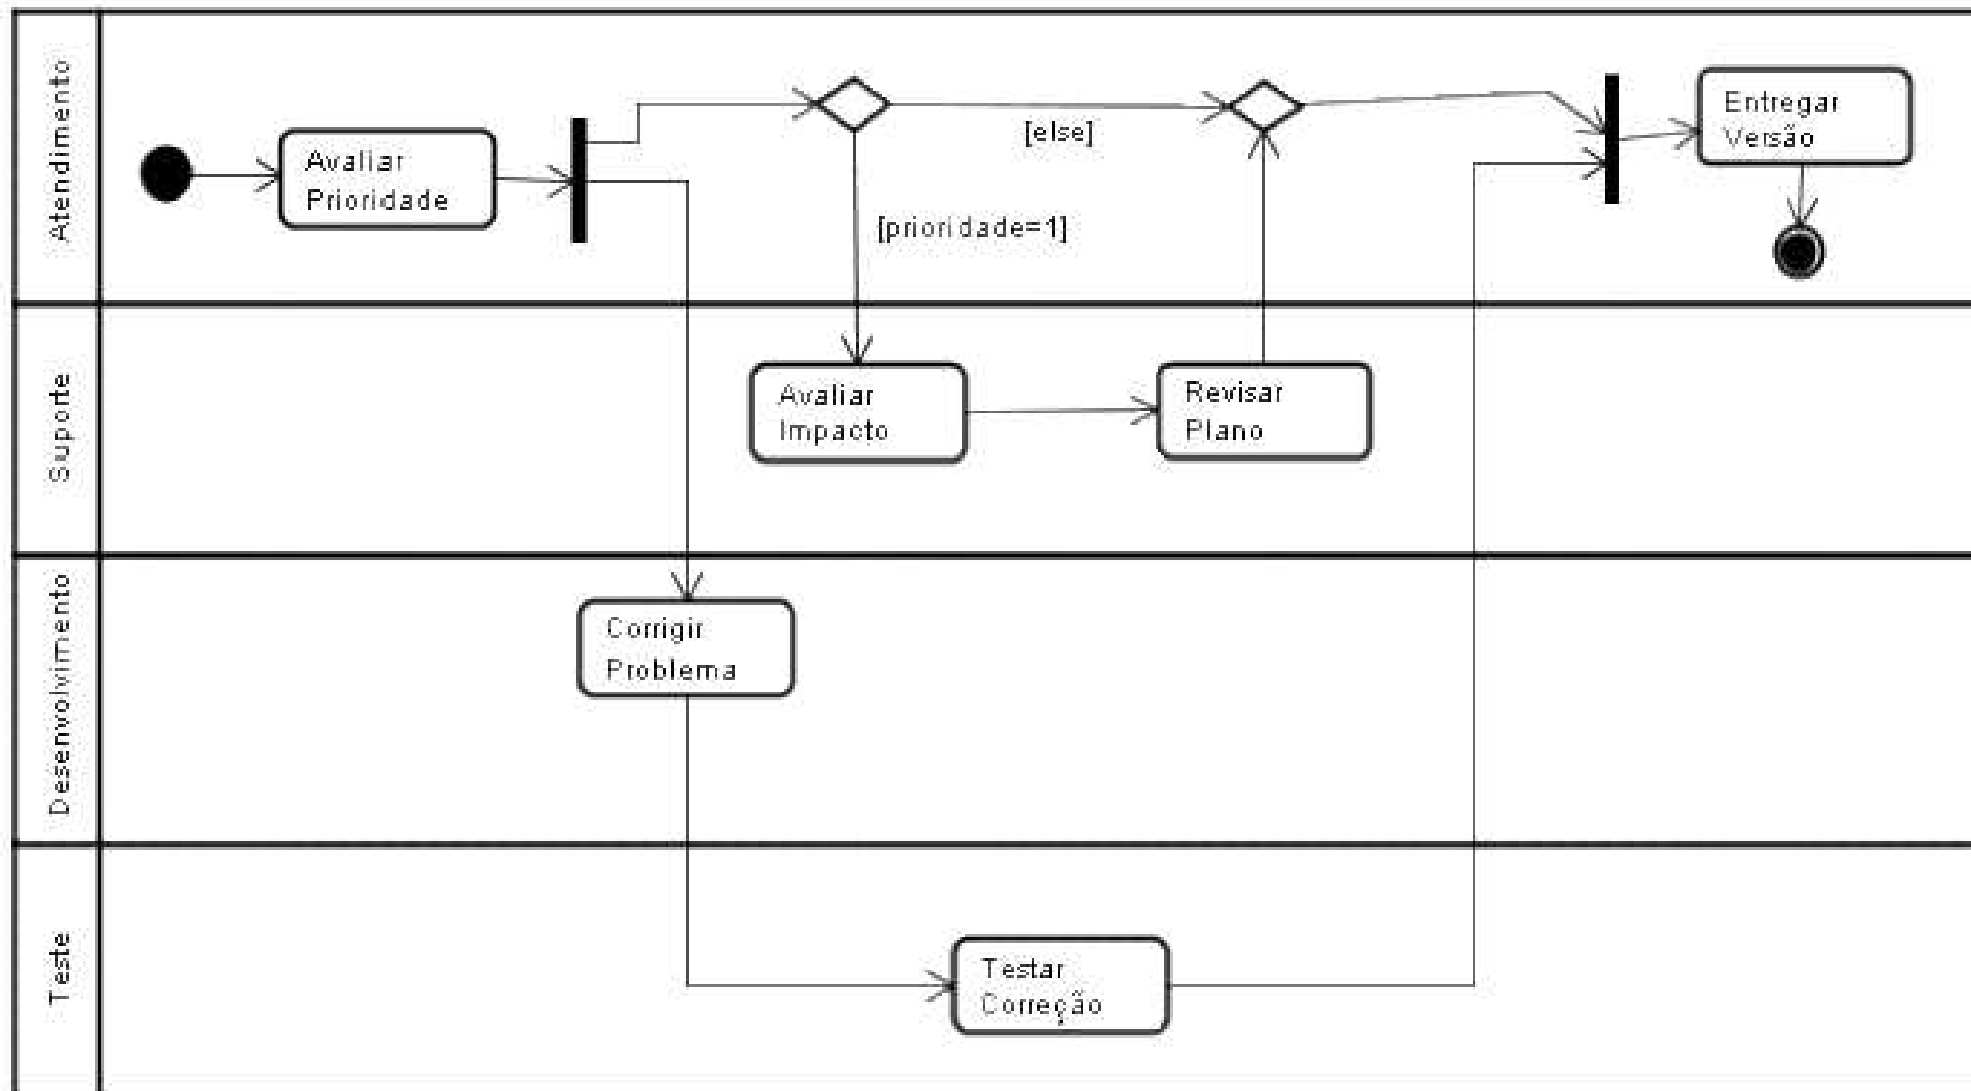 Atendimento
Avaliar
Prioridade
[else]
[prioridade=1]
Entregar
Versão
Suporte
Avaliar
Impacto
Revisar
Plano
Desenvolvimento
Corrigir
Problema
Teste
Testar
Correção